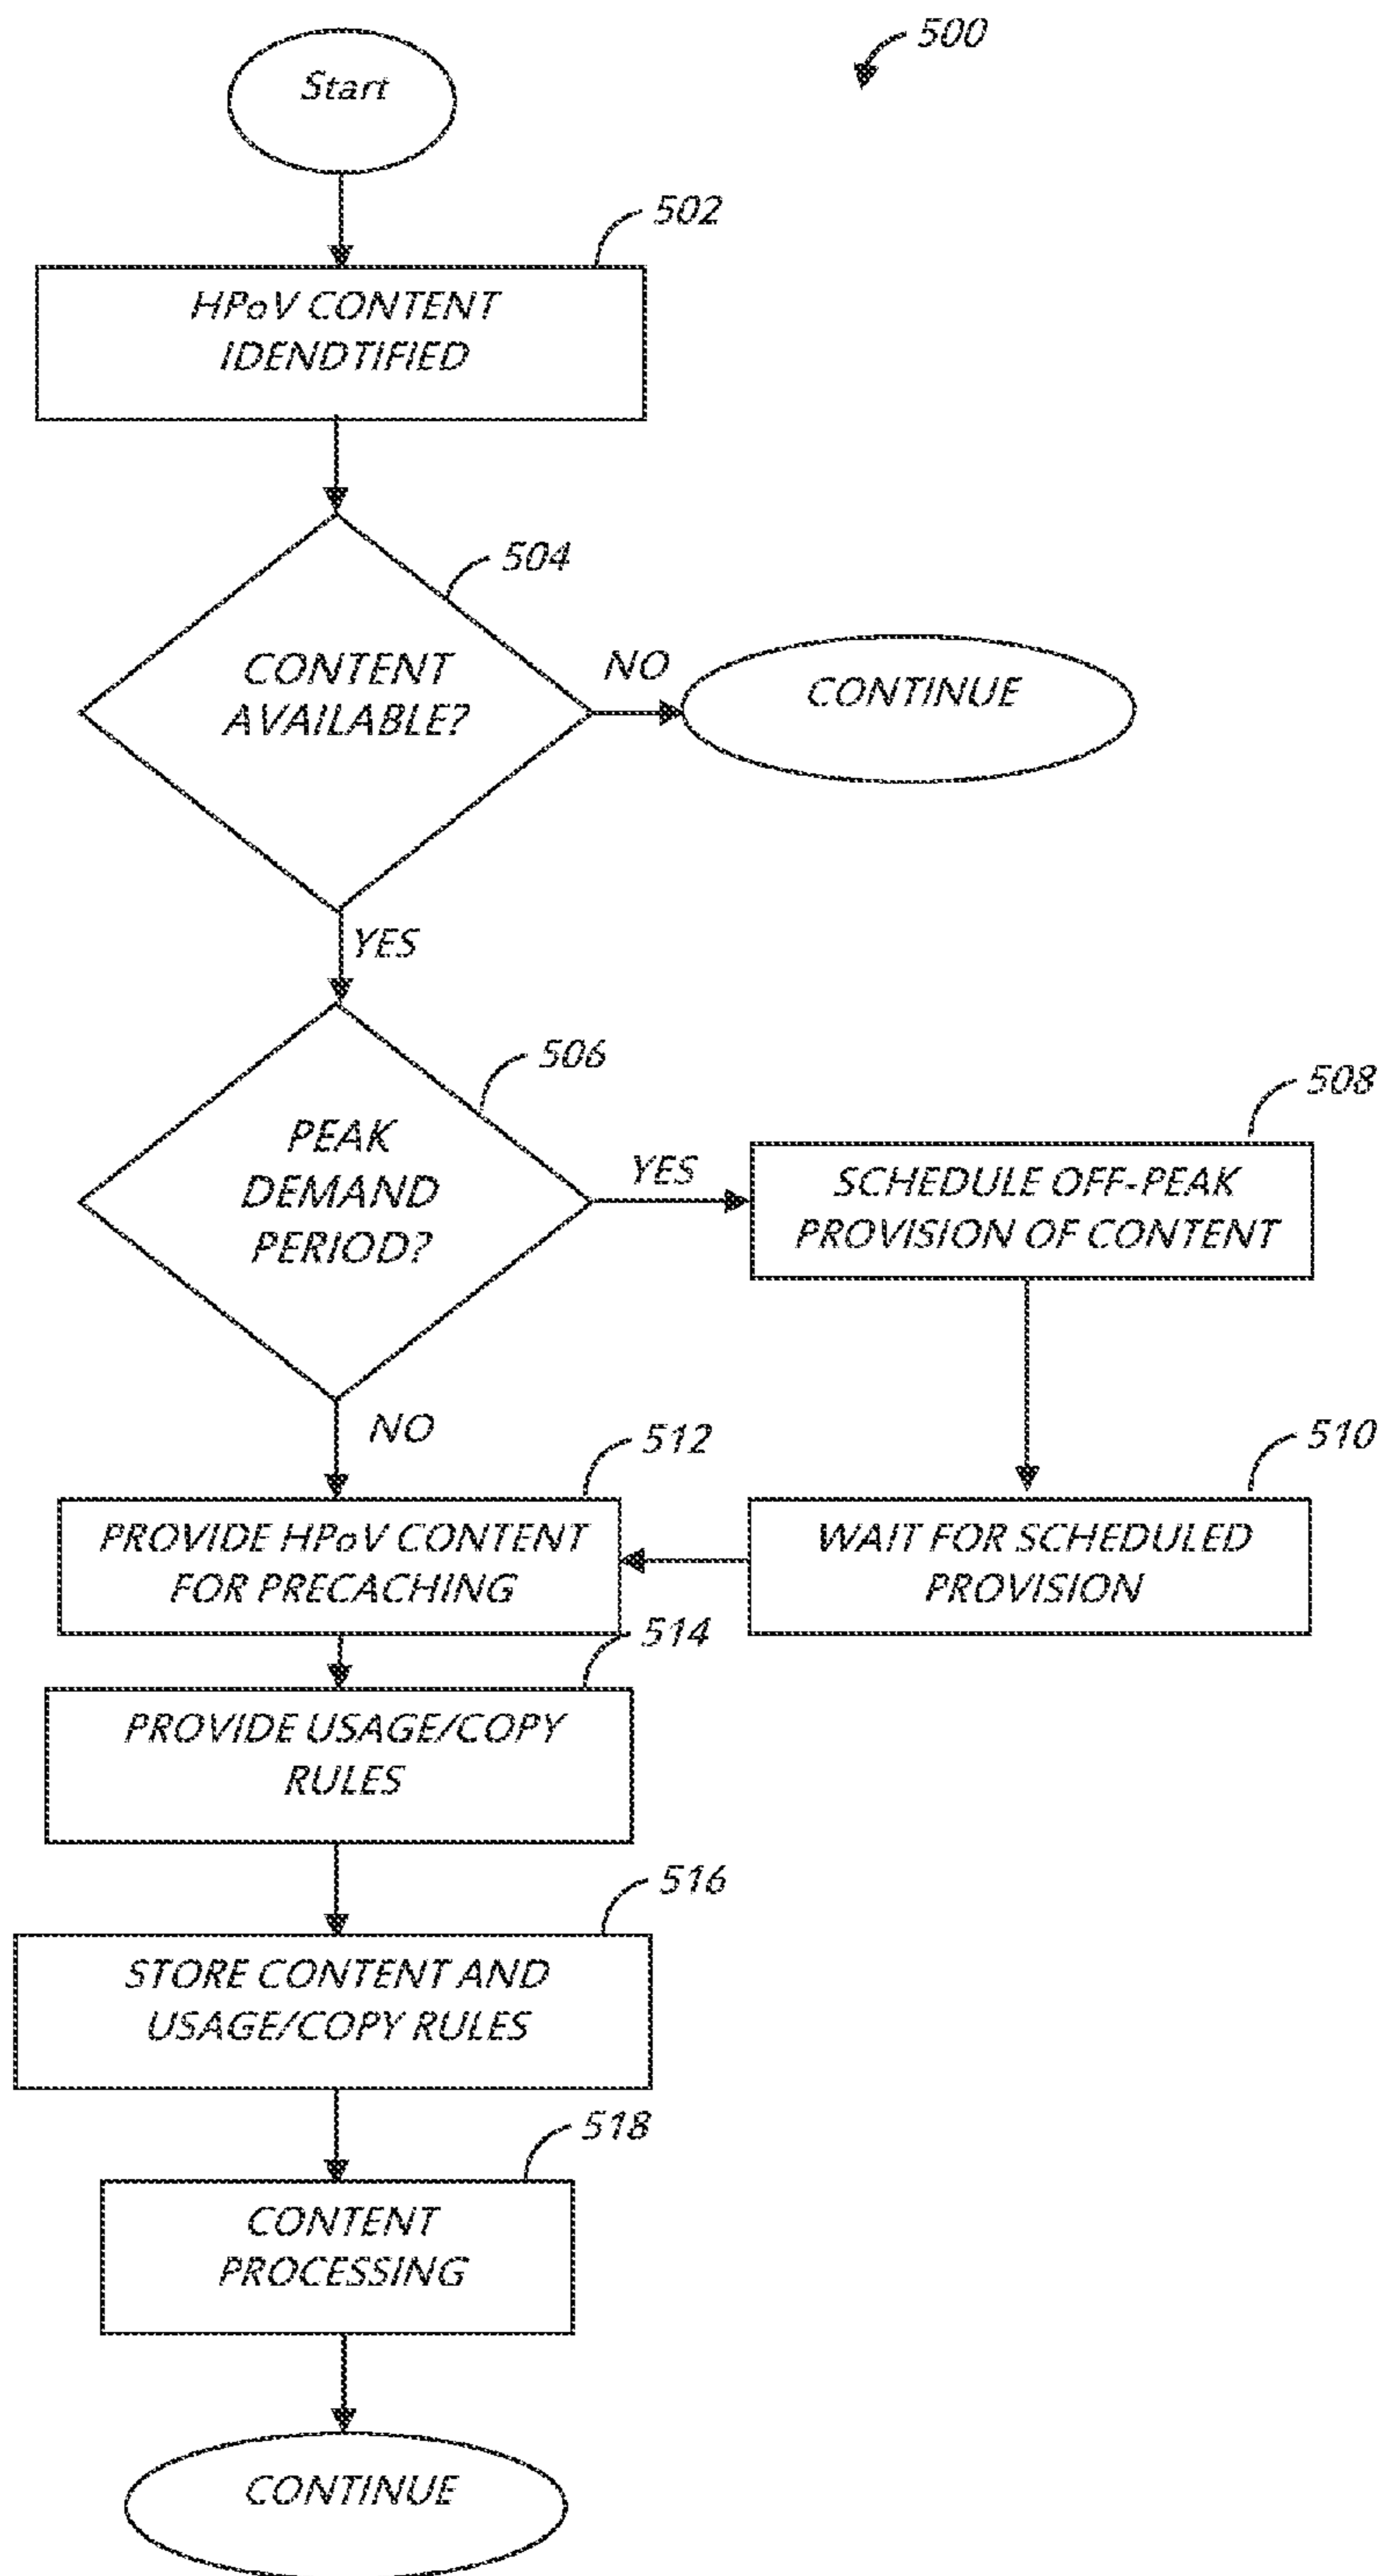 500
Start
502
HPoV CONTENT
IDENDTIFIED
504
CONTENT
AVAILABLE?
NO
CONTINUE
YES
506
PEAK
DEMAND
PERIOD?
YES
508
SCHEDULE OFF-PEAK
PROVISION OF CONTENT
NO
512
PROVIDE HPoV CONTENT
FOR PRECACHING
510
WAIT FOR SCHEDULED
PROVISION
514
PROVIDE USAGE/COPY
RULES
516
STORE CONTENT AND
USAGE/COPY RULES
518
CONTENT
PROCESSING
CONTINUE